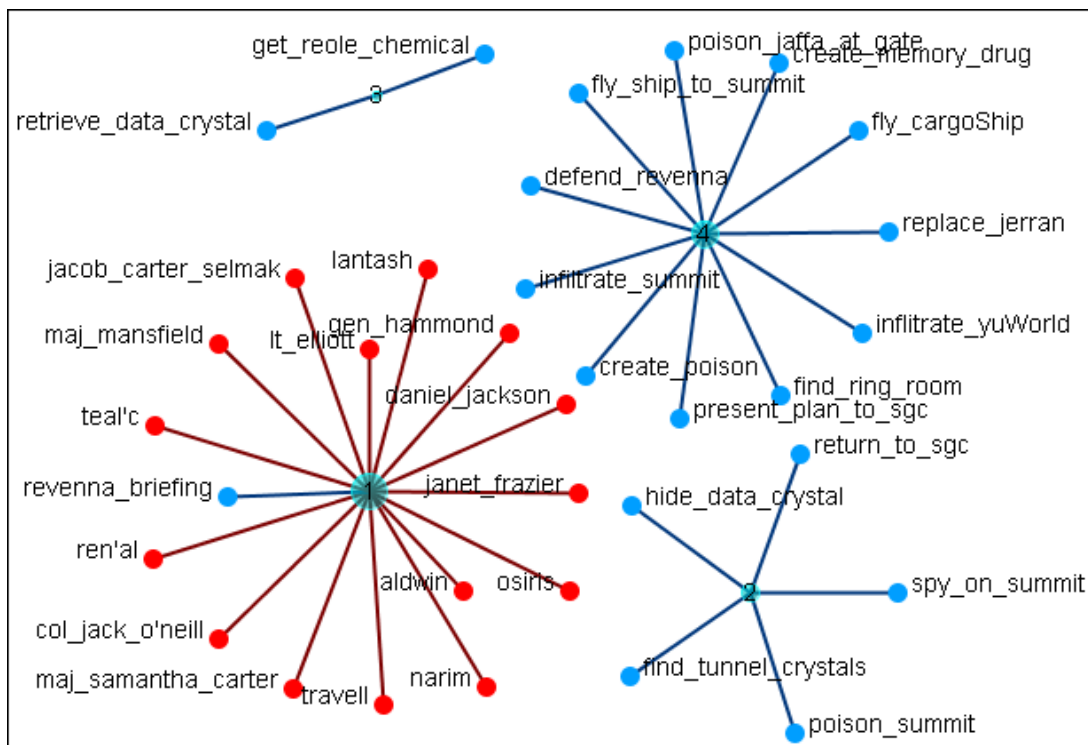 get_reole_chemical
3
retrieve_data_crystal
poison_jaffa_at_gate
create_memory_drug
fly_ship_to_summit
fly_cargoShip
defend_revenna
4
replace_jerran
infiltrate_summit
inflitrate_yuWorld
create_poison
find_ring_room
present_plan_to_sgc
jacob_carter_selmak
lantash
maj_mansfield
gen_hammond
lt_elliott
daniel_jackson
teal'c
revenna_briefing
1
janet_frazier
ren'al
aldwin
osiris
col_jack_o'neill
maj_samantha_carter
travell
narim
return_to_sgc
hide_data_crystal
2
spy_on_summit
find_tunnel_crystals
poison_summit